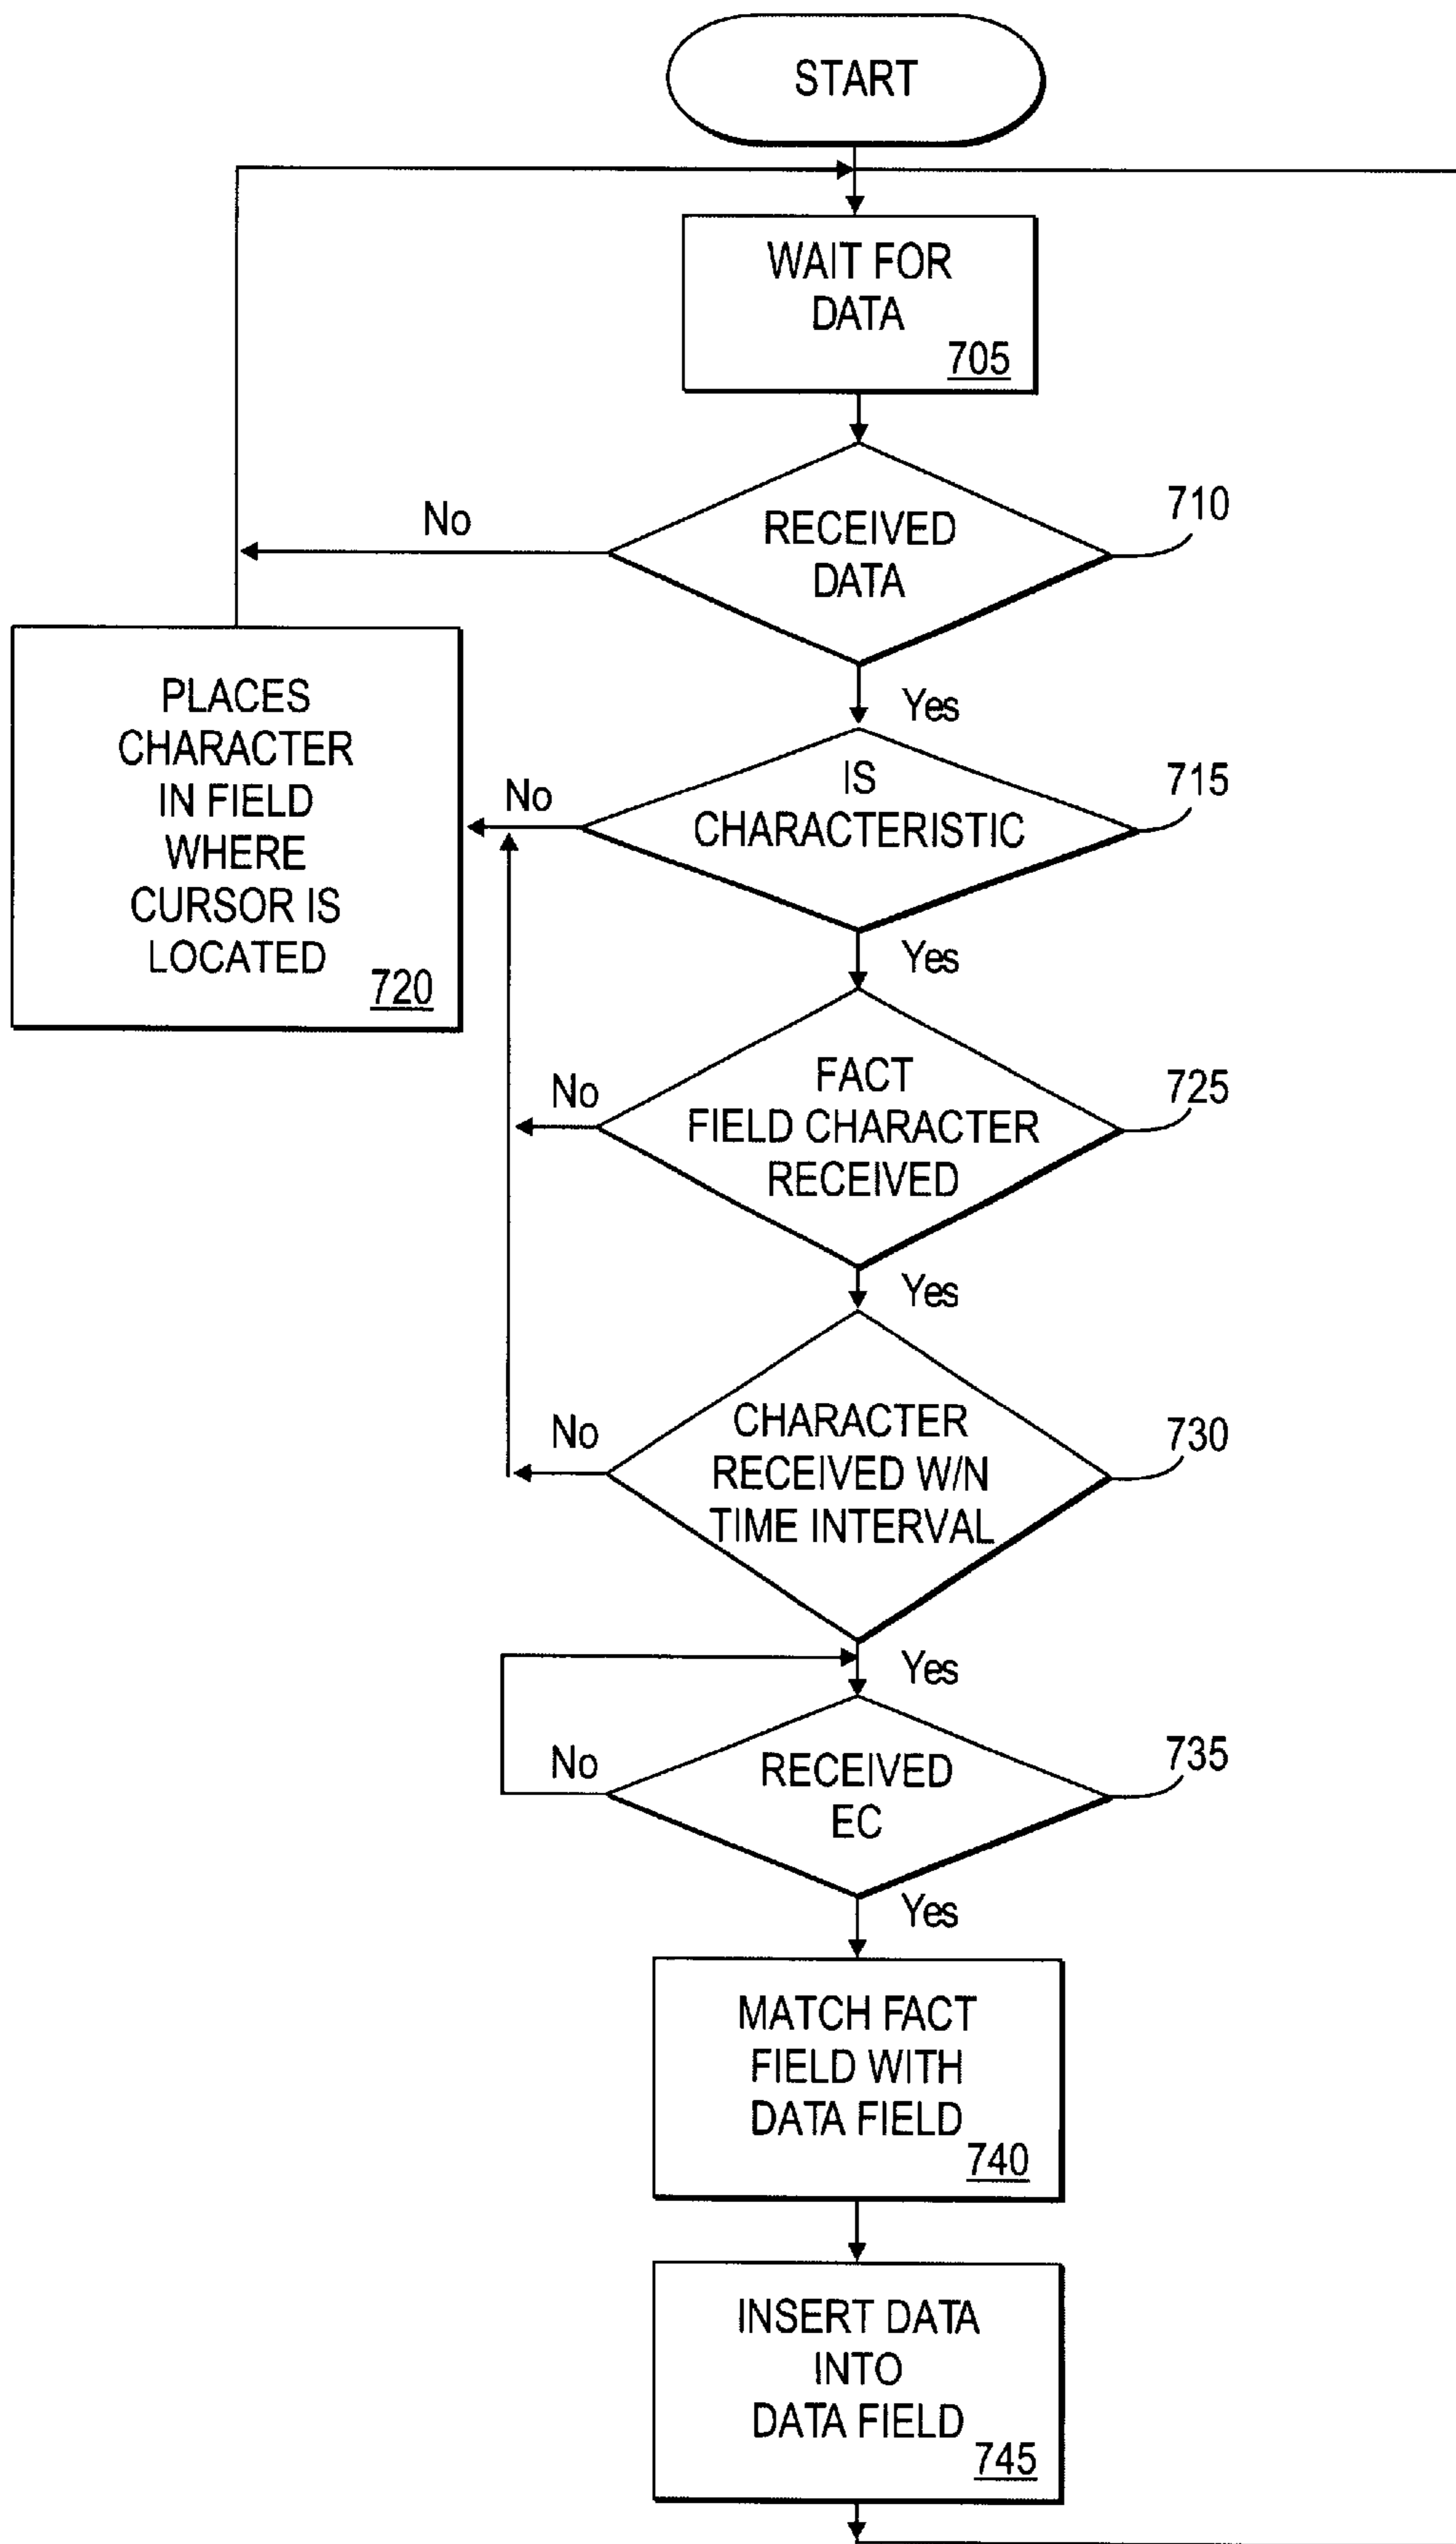 START
WAIT FOR
DATA
705
No
RECEIVED
DATA
710
Yes
PLACES
CHARACTER
IN FIELD
WHERE
CURSOR IS
LOCATED
720
No
IS
CHARACTERISTIC
715
Yes
No
FACT
FIELD CHARACTER
RECEIVED
725
Yes
No
CHARACTER
RECEIVED W/N
TIME INTERVAL
730
Yes
No
RECEIVED
EC
735
Yes
MATCH FACT
FIELD WITH
DATA FIELD
740
INSERT DATA
INTO
DATA FIELD
745